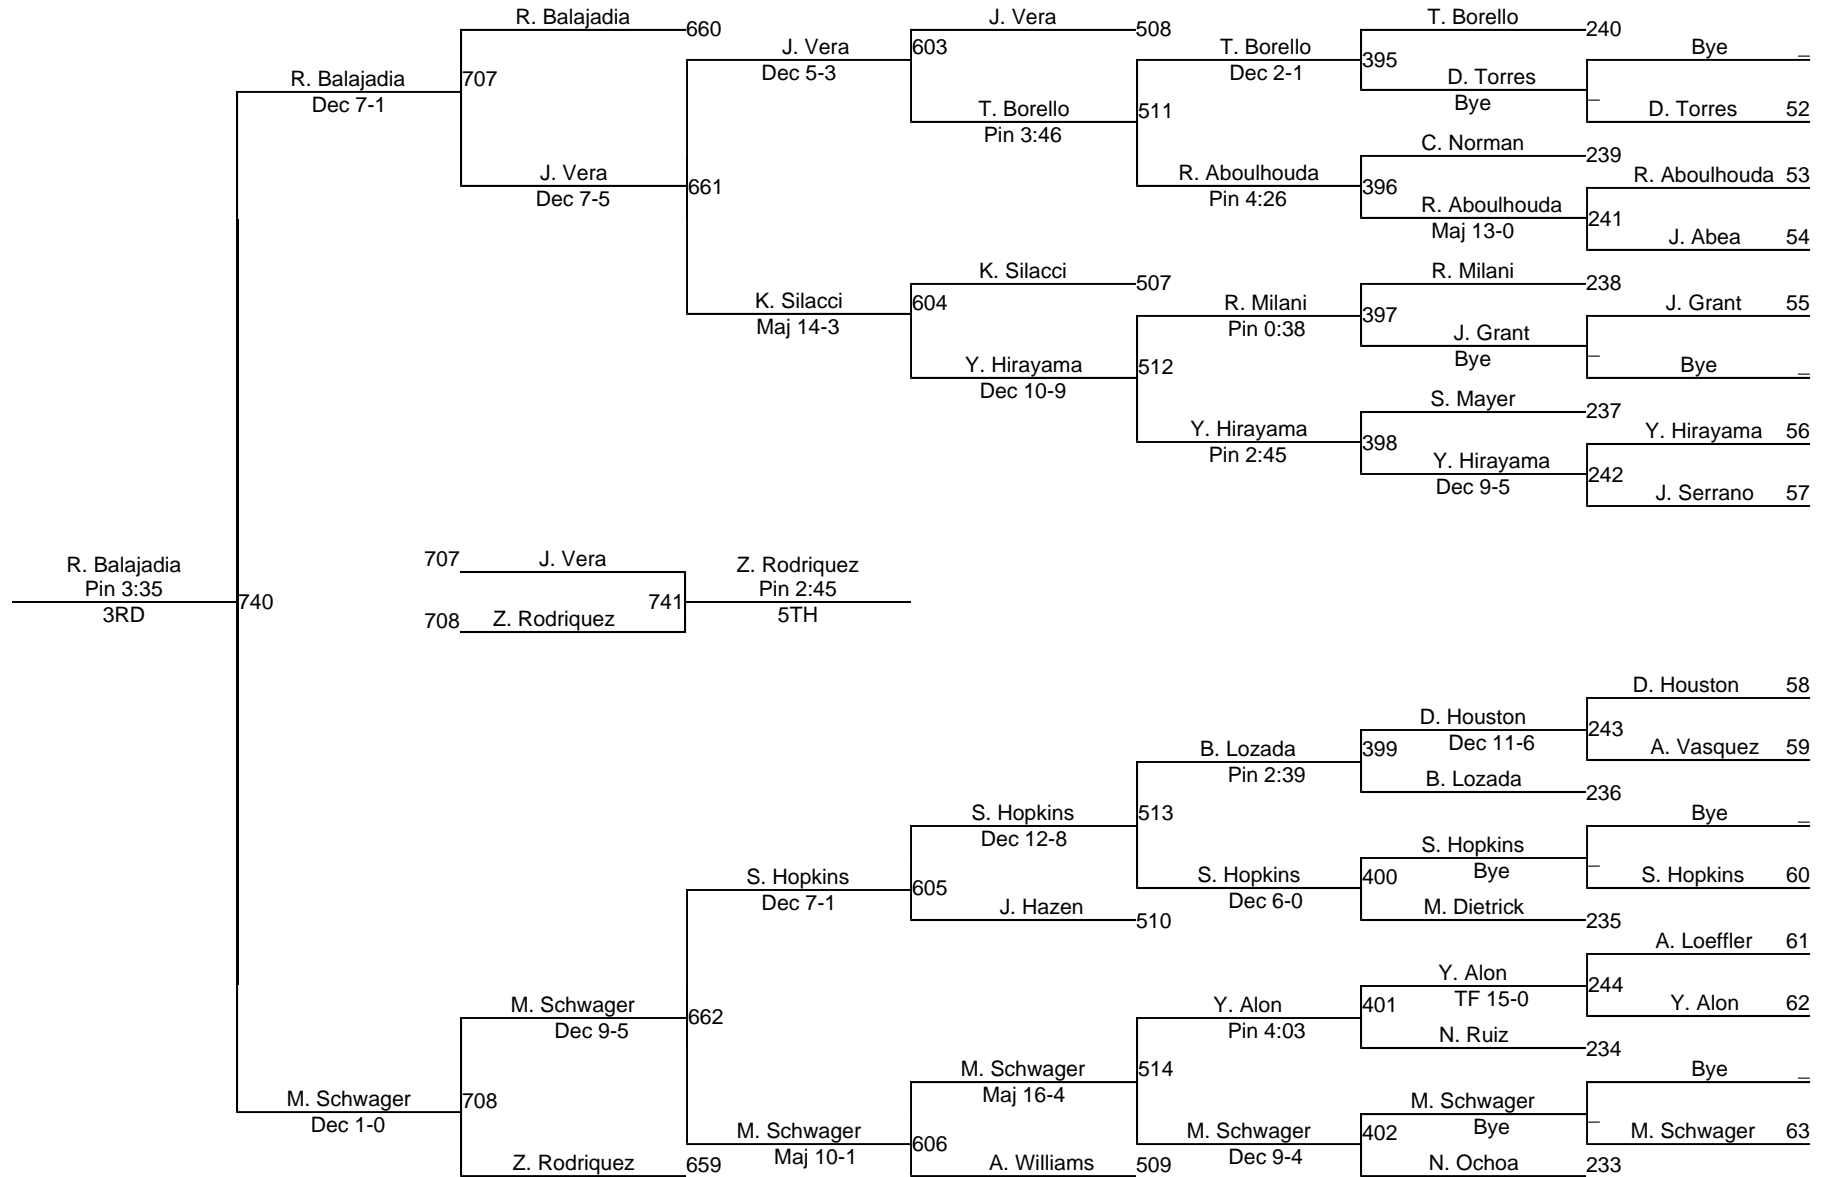 R. Balajadia
660
J. Vera
Dec 5-3
603
J. Vera
508
T. Borello
Dec 2-1
395
T. Borello
240
Bye _
R. Balajadia
Dec 7-1
707
D. Torres
Bye
_
D. Torres 52
T. Borello
Pin 3:46
511
C. Norman
239
R. Aboulhouda 53
J. Vera
Dec 7-5
661
R. Aboulhouda
Pin 4:26
396
R. Aboulhouda
Maj 13-0
241
J. Abea 54
K. Silacci
507
R. Milani
238
J. Grant 55
K. Silacci
Maj 14-3
604
R. Milani
Pin 0:38
397
J. Grant
Bye
_
Bye _
Y. Hirayama
Dec 10-9
512
S. Mayer
237
Y. Hirayama 56
Y. Hirayama
Pin 2:45
398
Y. Hirayama
Dec 9-5
242
J. Serrano 57
R. Balajadia
Pin 3:35
3RD
740
707 J. Vera
708 Z. Rodriquez
741
Z. Rodriquez
Pin 2:45
5TH
D. Houston 58
D. Houston
Dec 11-6
243
A. Vasquez 59
B. Lozada
Pin 2:39
399
B. Lozada
236
Bye _
S. Hopkins
Dec 12-8
513
S. Hopkins
Bye
_
S. Hopkins 60
S. Hopkins
Dec 7-1
605
S. Hopkins
Dec 6-0
400
J. Hazen
510
M. Dietrick
235
A. Loeffler 61
Y. Alon
TF 15-0
244
Y. Alon 62
M. Schwager
Dec 9-5
662
Y. Alon
Pin 4:03
401
N. Ruiz
234
Bye _
M. Schwager
Dec 1-0
708
M. Schwager
Maj 16-4
514
M. Schwager
Bye
_
M. Schwager 63
M. Schwager
Maj 10-1
606
M. Schwager
Dec 9-4
402
Z. Rodriquez
659
A. Williams
509
N. Ochoa
233